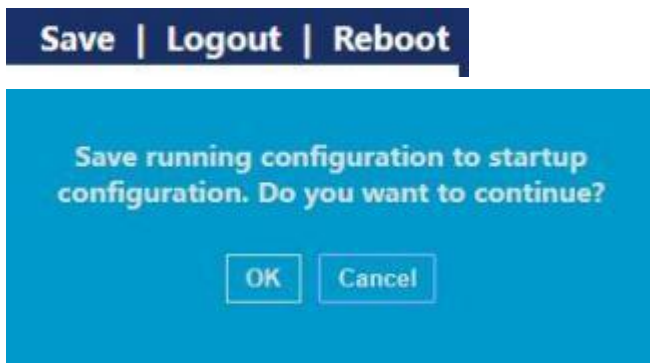 Save | Logout | Reboot
Save running configuration to startup
configuration. Do you want to continue?
OK Cancel